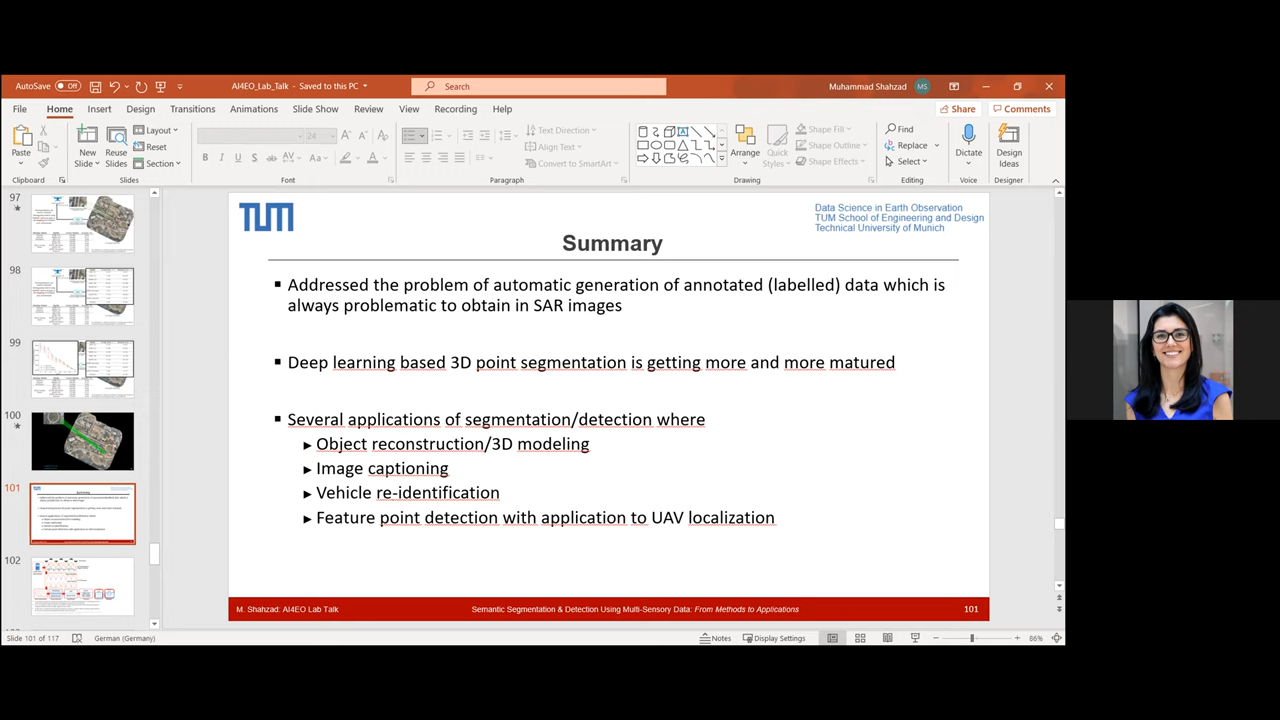 AutoSave Off
AI4EO_Lab_Talk - Saved to this PC
Search
Muhammad Shahzad MS
File Home Insert Design Transitions Animations Slide Show Review View Recording Help
Share Comments
Paste
Clipboard
New Slide
Reuse Slides
Layout
Reset
Section
Slides
24
Font
Text Direction
Align Text
Convert to SmartArt
Paragraph
Arrange
Quick Styles
Shape Fill
Shape Outline
Shape Effects
Drawing
Find
Replace
Select
Editing
Dictate
Voice
Design Ideas
Designer
97
98
99
100
101
102
TUM
Data Science in Earth Observation
TUM School of Engineering and Design
Technical University of Munich
Summary
Addressed the problem of automatic generation of annotated (labelled) data which is
always problematic to obtain in SAR images
Deep learning based 3D point segmentation is getting more and more matured
Several applications of segmentation/detection where
Object reconstruction/3D modeling
Image captioning
Vehicle re-identification
Feature point detection with application to UAV localization
M. Shahzad: AI4EO Lab Talk
Semantic Segmentation & Detection Using Multi-Sensory Data: From Methods to Applications
101
Slide 101 of 117
German (Germany)
Notes
Display Settings
86%